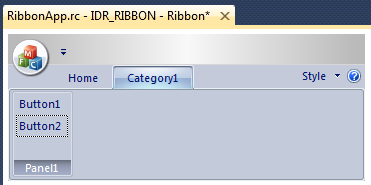 RibbonApp.rc - IDR_RIBBON - Ribbon*
M F C
Home Category1 Style
Button1
Button2
Panel1